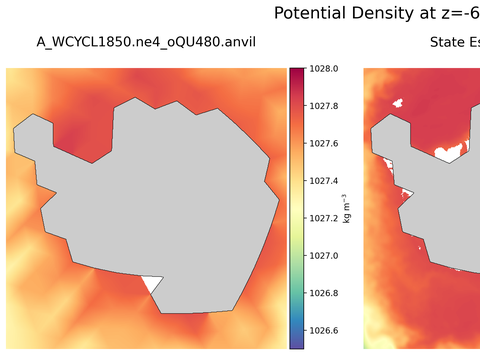 Potential Density at z=-6
A_WCYCL1850.ne4_oQU480.anvil
State Es
1028.0
1027.8
1027.6
1027.4
1027.2
1027.0
1026.8
1026.6
kg m⁻³